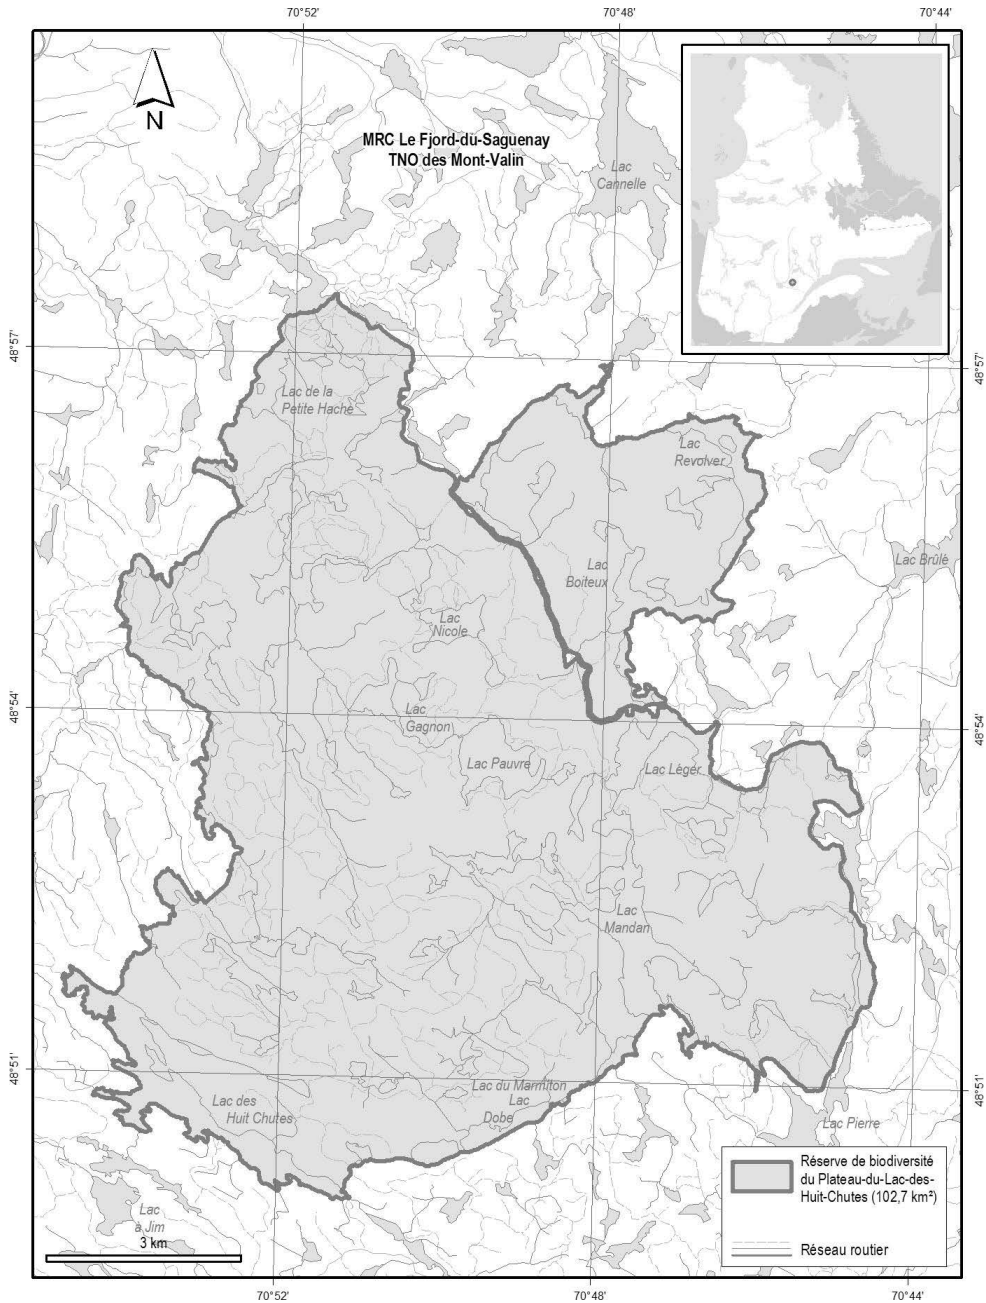 70°52'
70°48'
70°44'
N
MRC Le Fjord-du-Saguenay
TNO des Mont-Valin
Lac
Cannelle
48°57'
48°57'
Lac de la
Petite Hache
Lac
Revolver
Lac
Boiteux
Lac Brûlé
Lac
Nicole
48°54'
48°54'
Lac
Gagnon
Lac Pauvre
Lac Léger
Lac
Mandan
48°51'
48°51'
Lac des
Huit Chutes
Lac du Marmiton
Lac
Dobe
Lac Pierre
Lac
à Jim
3 km
Réserve de biodiversité
du Plateau-du-Lac-des-
Huit-Chutes (102,7 km²)
Réseau routier
70°52'
70°48'
70°44'